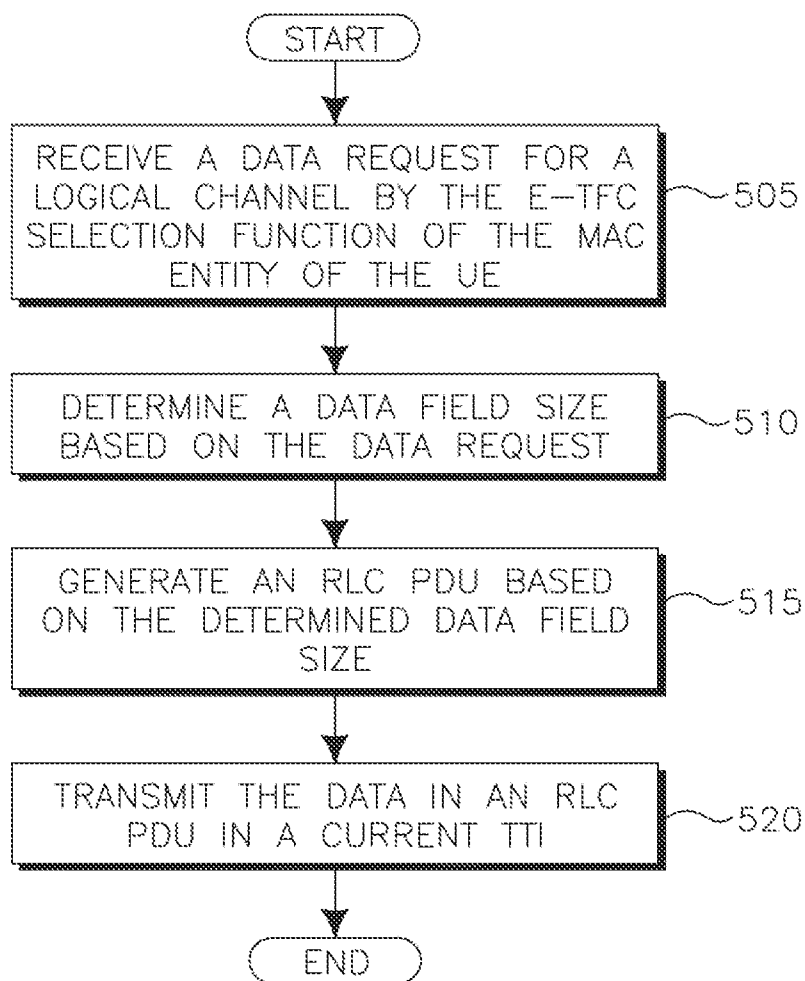 START
RECEIVE A DATA REQUEST FOR A
LOGICAL CHANNEL BY THE E-TFC
SELECTION FUNCTION OF THE MAC
ENTITY OF THE UE
505
DETERMINE A DATA FIELD SIZE
BASED ON THE DATA REQUEST
510
GENERATE AN RLC PDU BASED
ON THE DETERMINED DATA FIELD
SIZE
515
TRANSMIT THE DATA IN AN RLC
PDU IN A CURRENT TTI
520
END